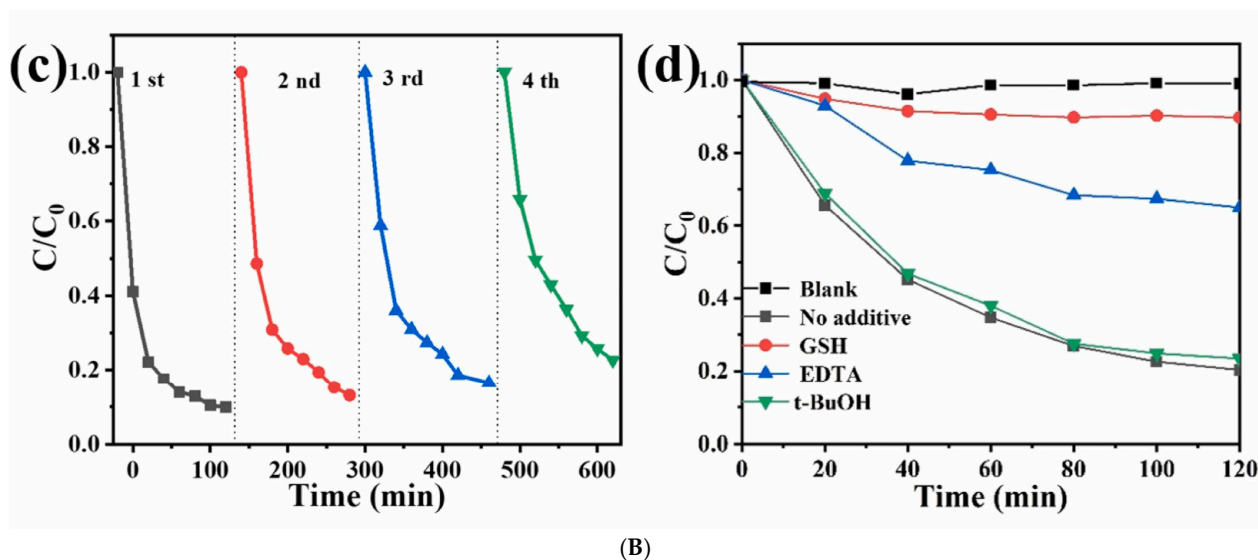 (c)
1 st
2 nd
3 rd
4 th
C/C0
1.0
0.8
0.6
0.4
0.2
0.0
0 100 200 300 400 500 600
Time (min)
(d)
C/C0
1.0
0.8
0.6
0.4
0.2
0.0
Blank
No additive
GSH
EDTA
t-BuOH
0 20 40 60 80 100 120
Time (min)
(B)